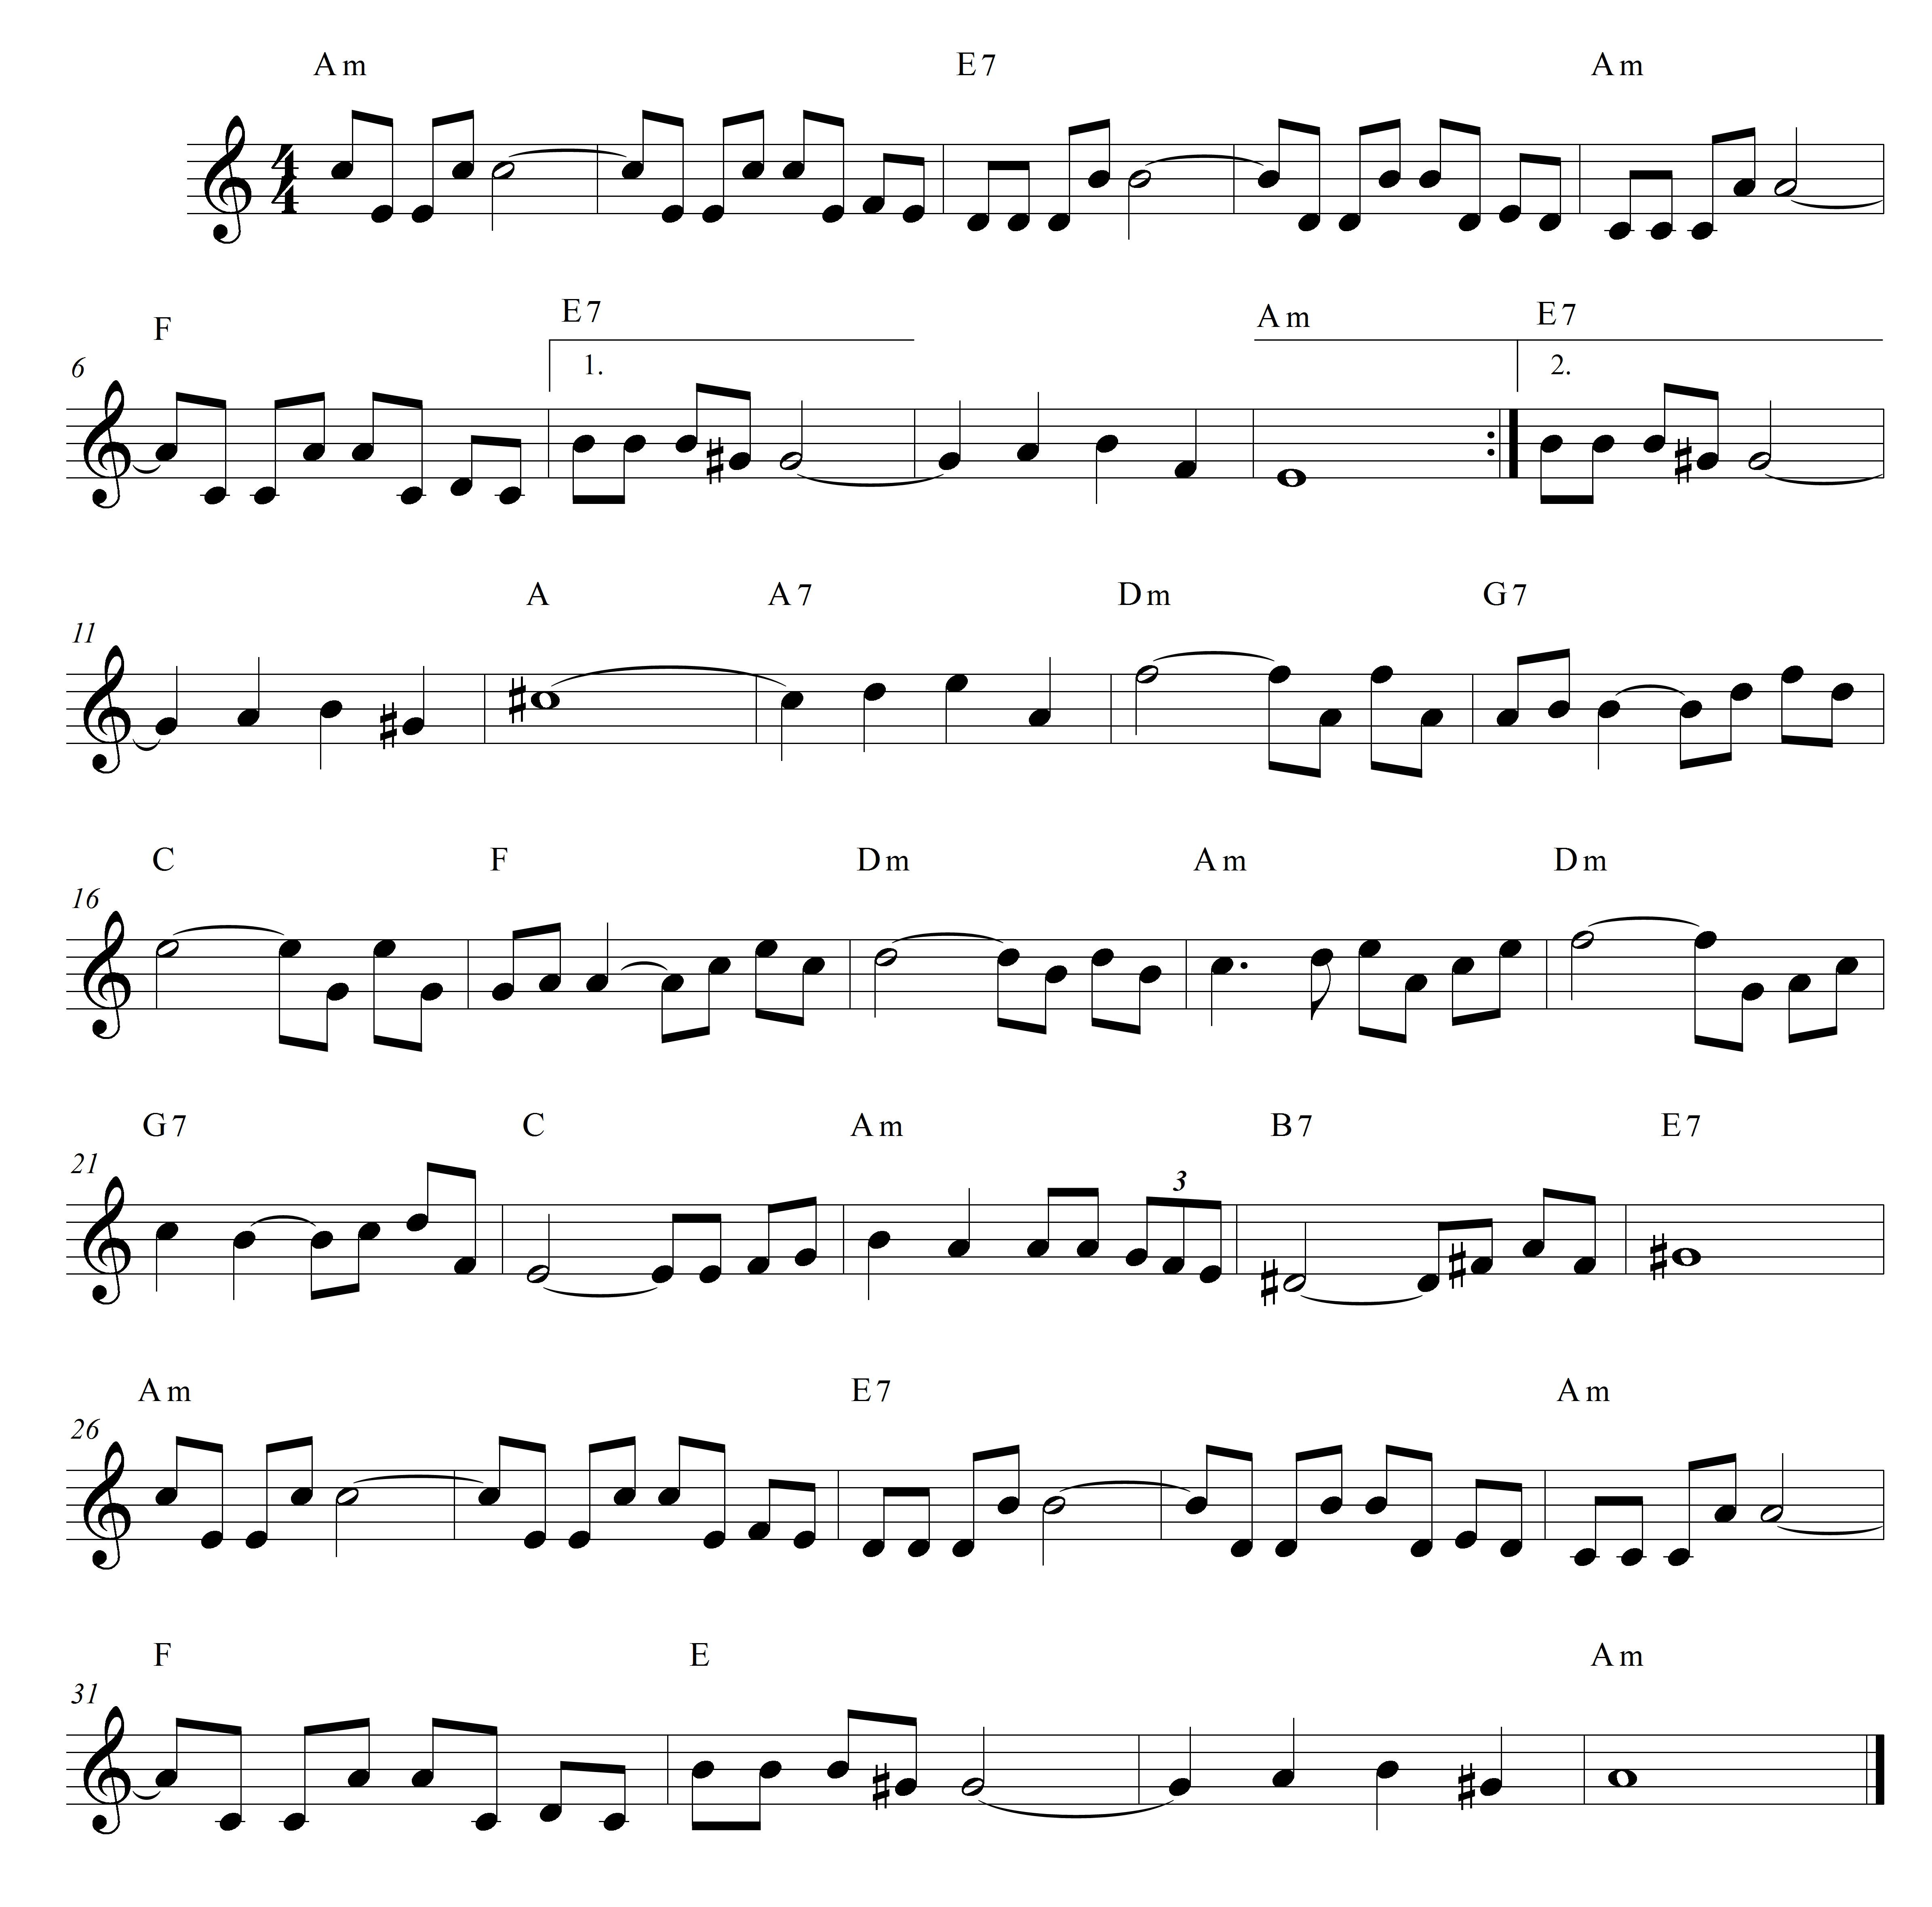 Am E7 Am
4
4
F E7 Am E7
6 1. 2.
A A7 Dm G7
11
C F Dm Am Dm
16
G7 C Am B7 E7
21 3
Am E7 Am
26
F E Am
31